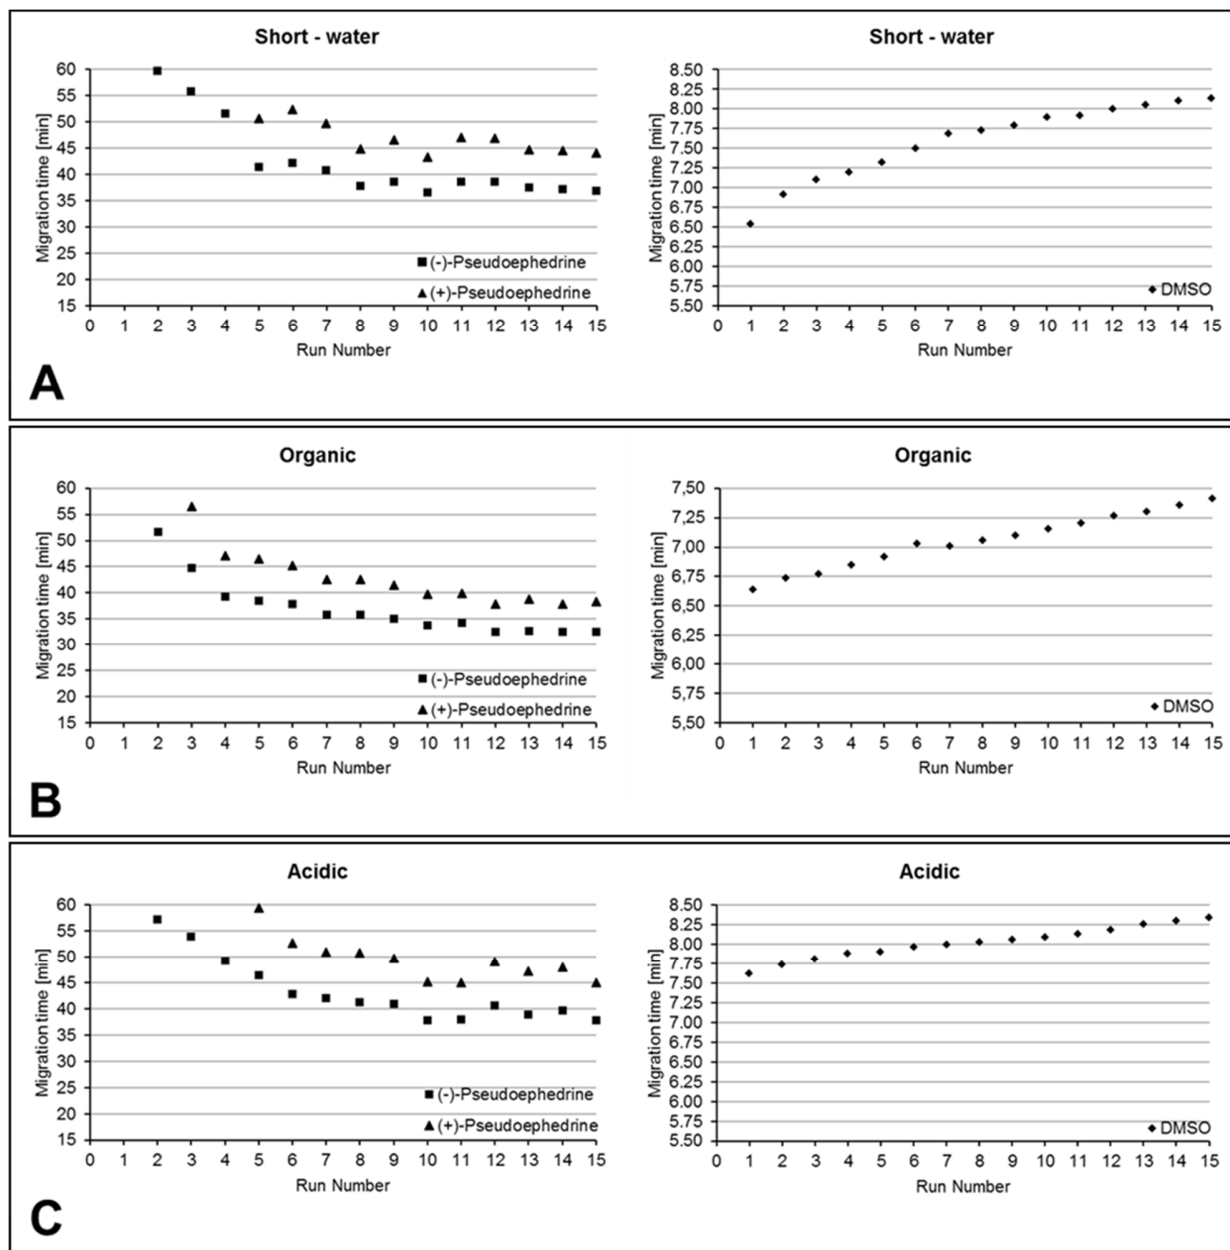 Short - water
60
55
50
45
40
35
30
25
20
15
Migration time [min]
(-)-Pseudoephedrine
(+)-Pseudoephedrine
0 1 2 3 4 5 6 7 8 9 10 11 12 13 14 15
Run Number
Short - water
8.50
8.25
8.00
7.75
7.50
7.25
7.00
6.75
6.50
6.25
6.00
5.75
5.50
Migration time [min]
DMSO
0 1 2 3 4 5 6 7 8 9 10 11 12 13 14 15
Run Number
A
Organic
60
55
50
45
40
35
30
25
20
15
Migration time [min]
(-)-Pseudoephedrine
(+)-Pseudoephedrine
0 1 2 3 4 5 6 7 8 9 10 11 12 13 14 15
Run Number
Organic
7,50
7,25
7,00
6,75
6,50
6,25
6,00
5,75
5,50
Migration time [min]
DMSO
0 1 2 3 4 5 6 7 8 9 10 11 12 13 14 15
Run Number
B
Acidic
60
55
50
45
40
35
30
25
20
15
Migration time [min]
(-)-Pseudoephedrine
(+)-Pseudoephedrine
0 1 2 3 4 5 6 7 8 9 10 11 12 13 14 15
Run Number
Acidic
8.50
8.25
8.00
7.75
7.50
7.25
7.00
6.75
6.50
6.25
6.00
5.75
5.50
Migration time [min]
DMSO
0 1 2 3 4 5 6 7 8 9 10 11 12 13 14 15
Run Number
C